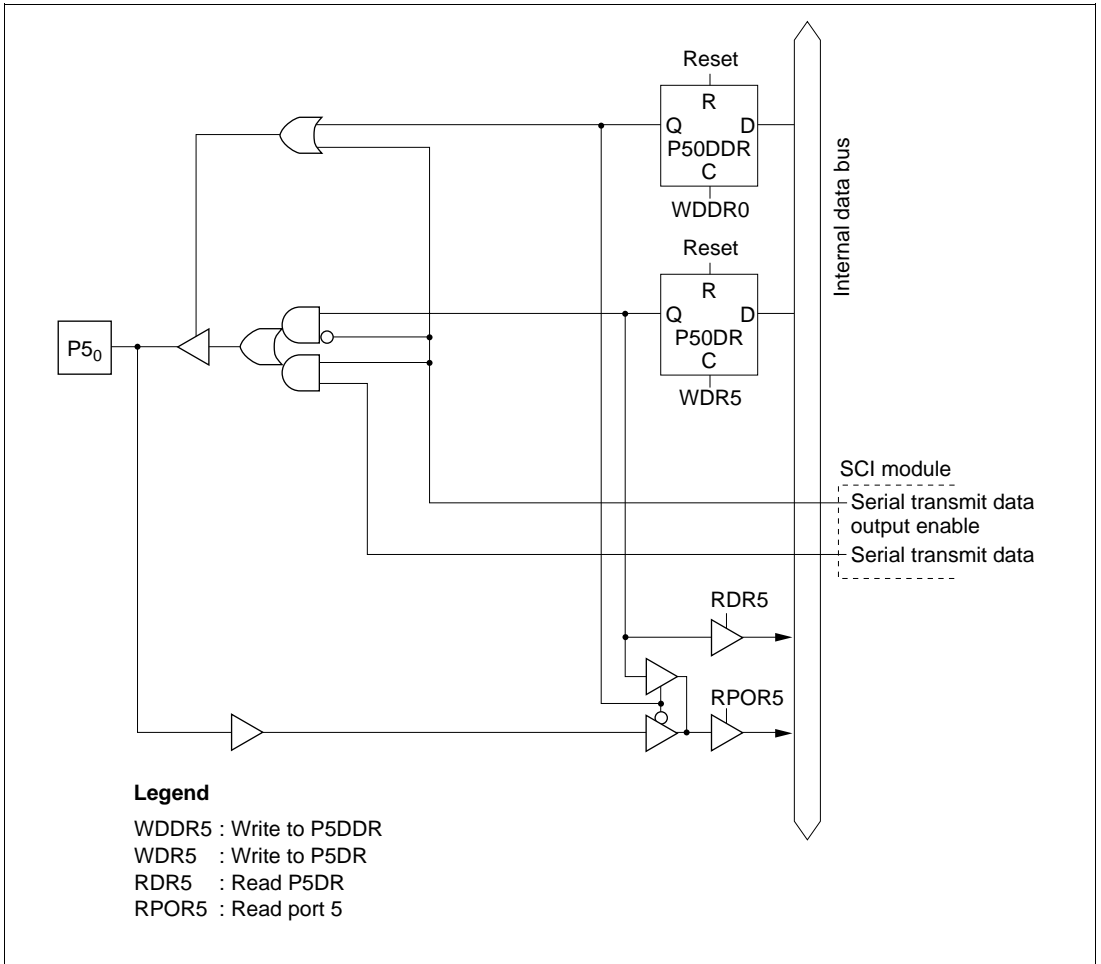 Reset
R
Q D
P50DDR
C
WDDR0
Internal data bus
Reset
R
Q D
P50DR
C
WDR5
P5₀
SCI module
Serial transmit data
output enable
Serial transmit data
RDR5
RPOR5
Legend
WDDR5 : Write to P5DDR
WDR5 : Write to P5DR
RDR5 : Read P5DR
RPOR5 : Read port 5